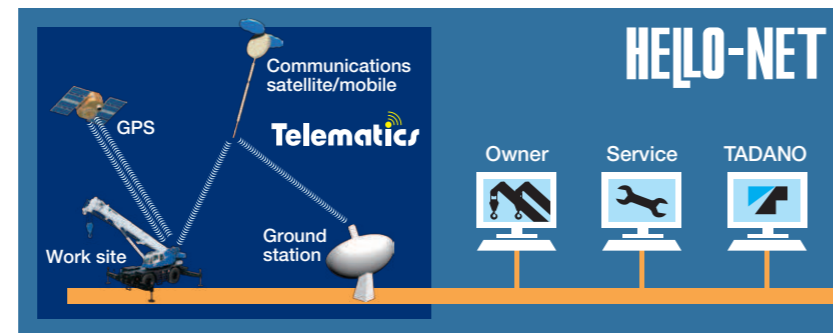 HELLO-NET
Communications
satellite/mobile
GPS
Telematics
Owner
Service
TADANO
Work site
Ground
station